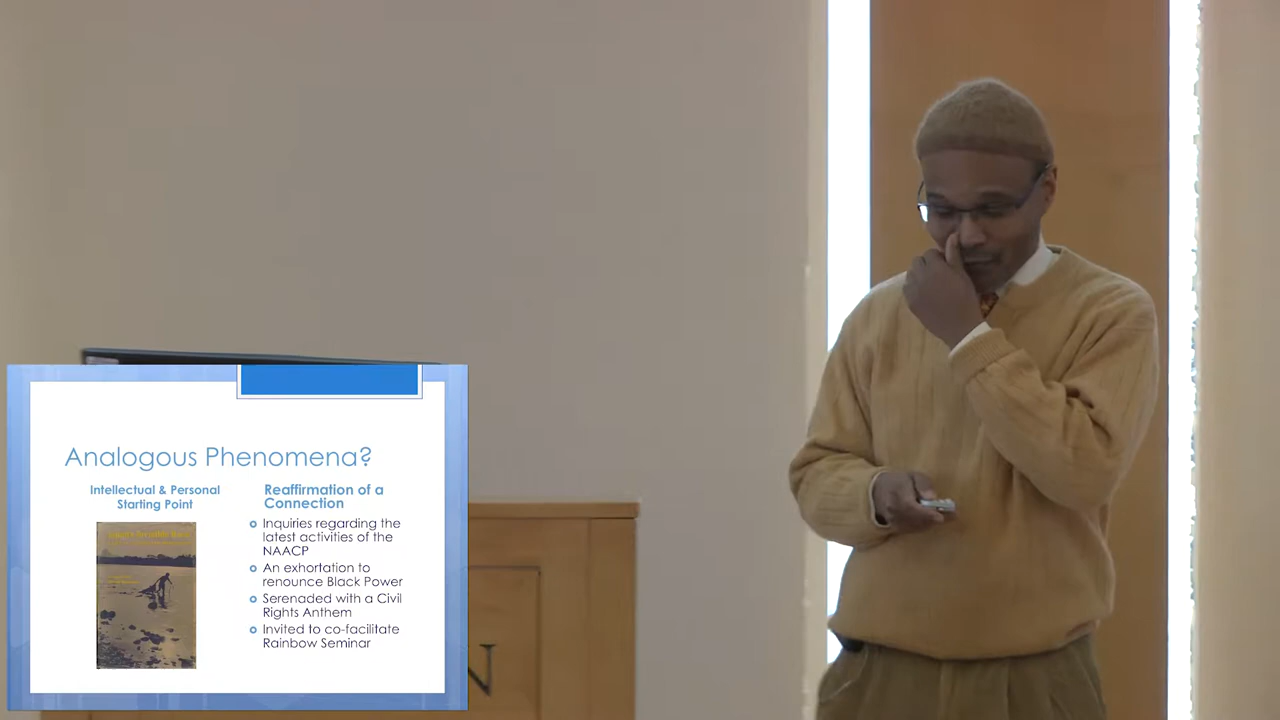 Analogous Phenomena?
Intellectual & Personal
Starting Point
Reaffirmation of a
Connection
Inquiries regarding the
latest activities of the
NAACP
An exhortation to
renounce Black Power
Serenaded with a Civil
Rights Anthem
Invited to co-facilitate
Rainbow Seminar
N